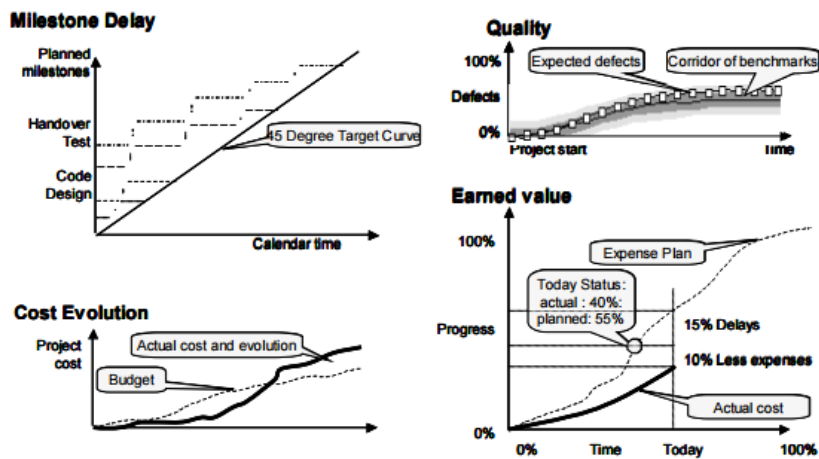 Milestone Delay
Planned
milestones
Handover
Test
Code
Design
45 Degree Target Curve
Calendar time
Quality
100%
Expected defects
Corridor of benchmarks
Defects
0%
Project start
Time
Cost Evolution
Project
cost
Actual cost and evolution
Budget
Earned value
100%
Expense Plan
Today Status:
actual : 40%:
planned: 55%
Progress
15% Delays
10% Less expenses
Actual cost
0%
0%
Time
Today
100%